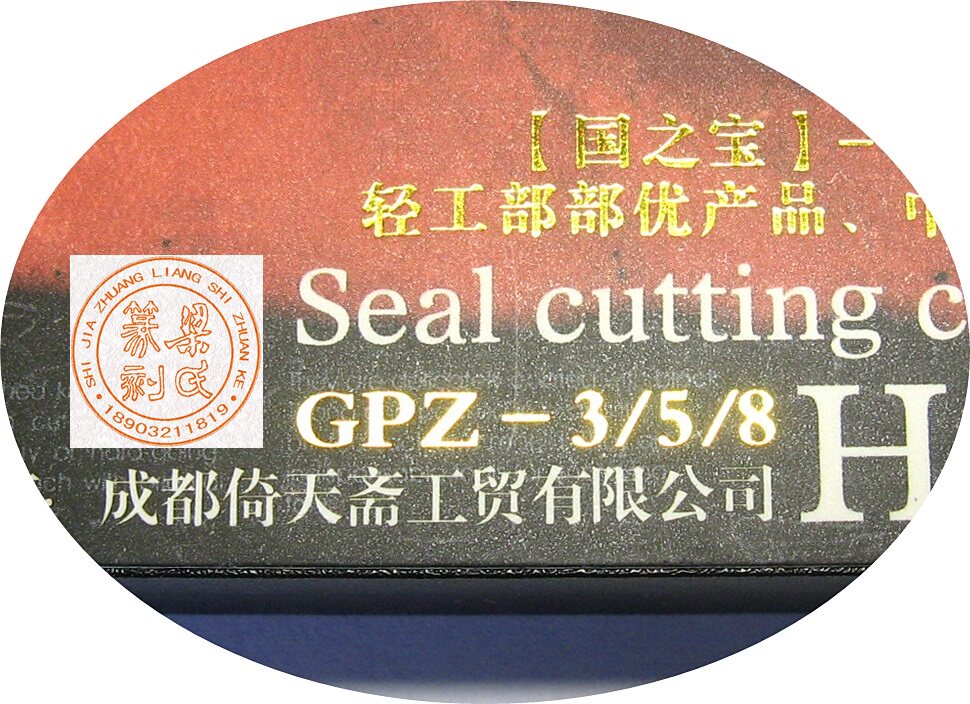 【国之宝】一
轻工部部优产品、中
Seal cutting c
GPZ - 3/5/8
H
成都倚天斋工贸有限公司
SHI JIA ZHUANG LIANG SHI ZHUAN KE
篆梁
刻氏
·18903211819·